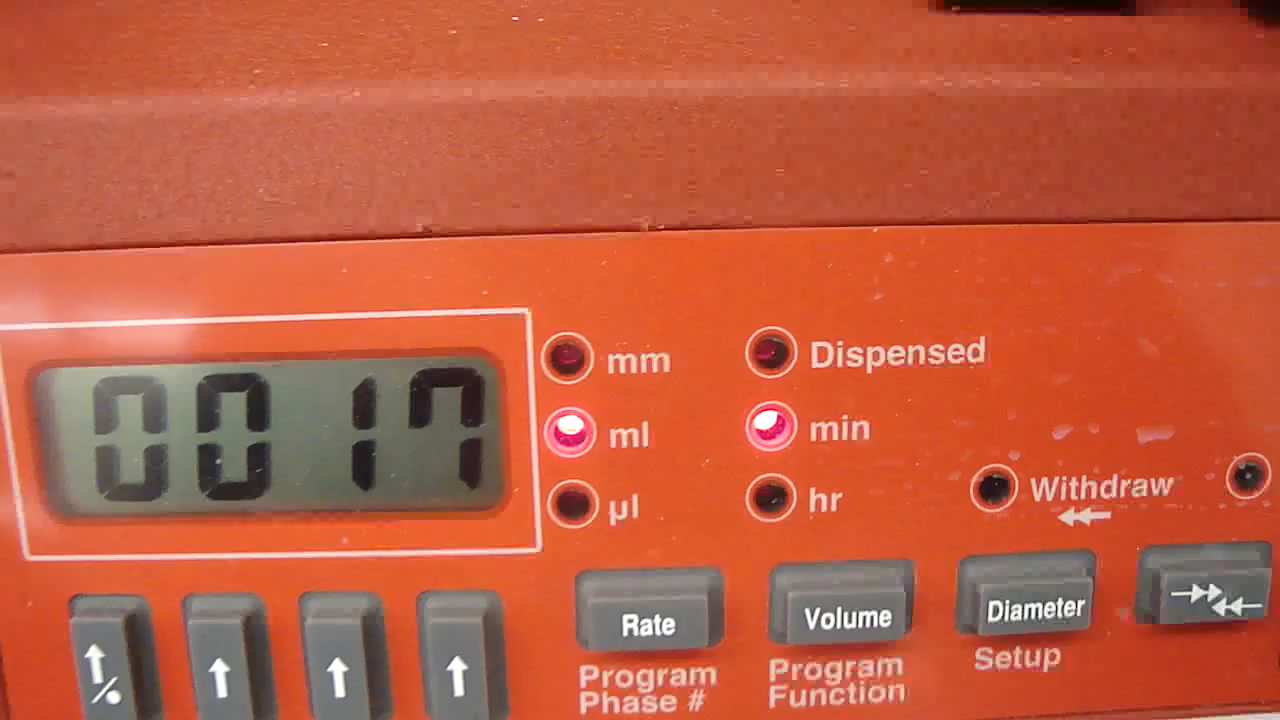 0017
mm
ml
µl
Dispensed
min
hr
Withdraw
Rate
Volume
Diameter
Program
Phase #
Program
Function
Setup